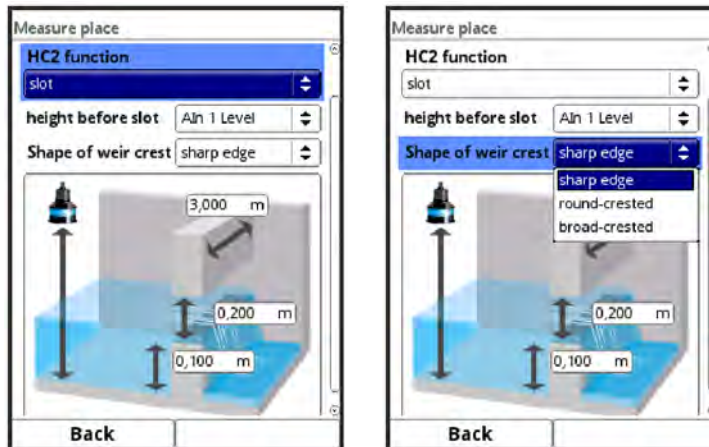 Measure place
HC2 function
slot
height before slot AIn 1 Level
Shape of weir crest sharp edge
3,000 m
0,200 m
0,100 m
Back
Measure place
HC2 function
slot
height before slot AIn 1 Level
Shape of weir crest sharp edge
sharp edge
round-crested
broad-crested
0,200 m
0,100 m
Back